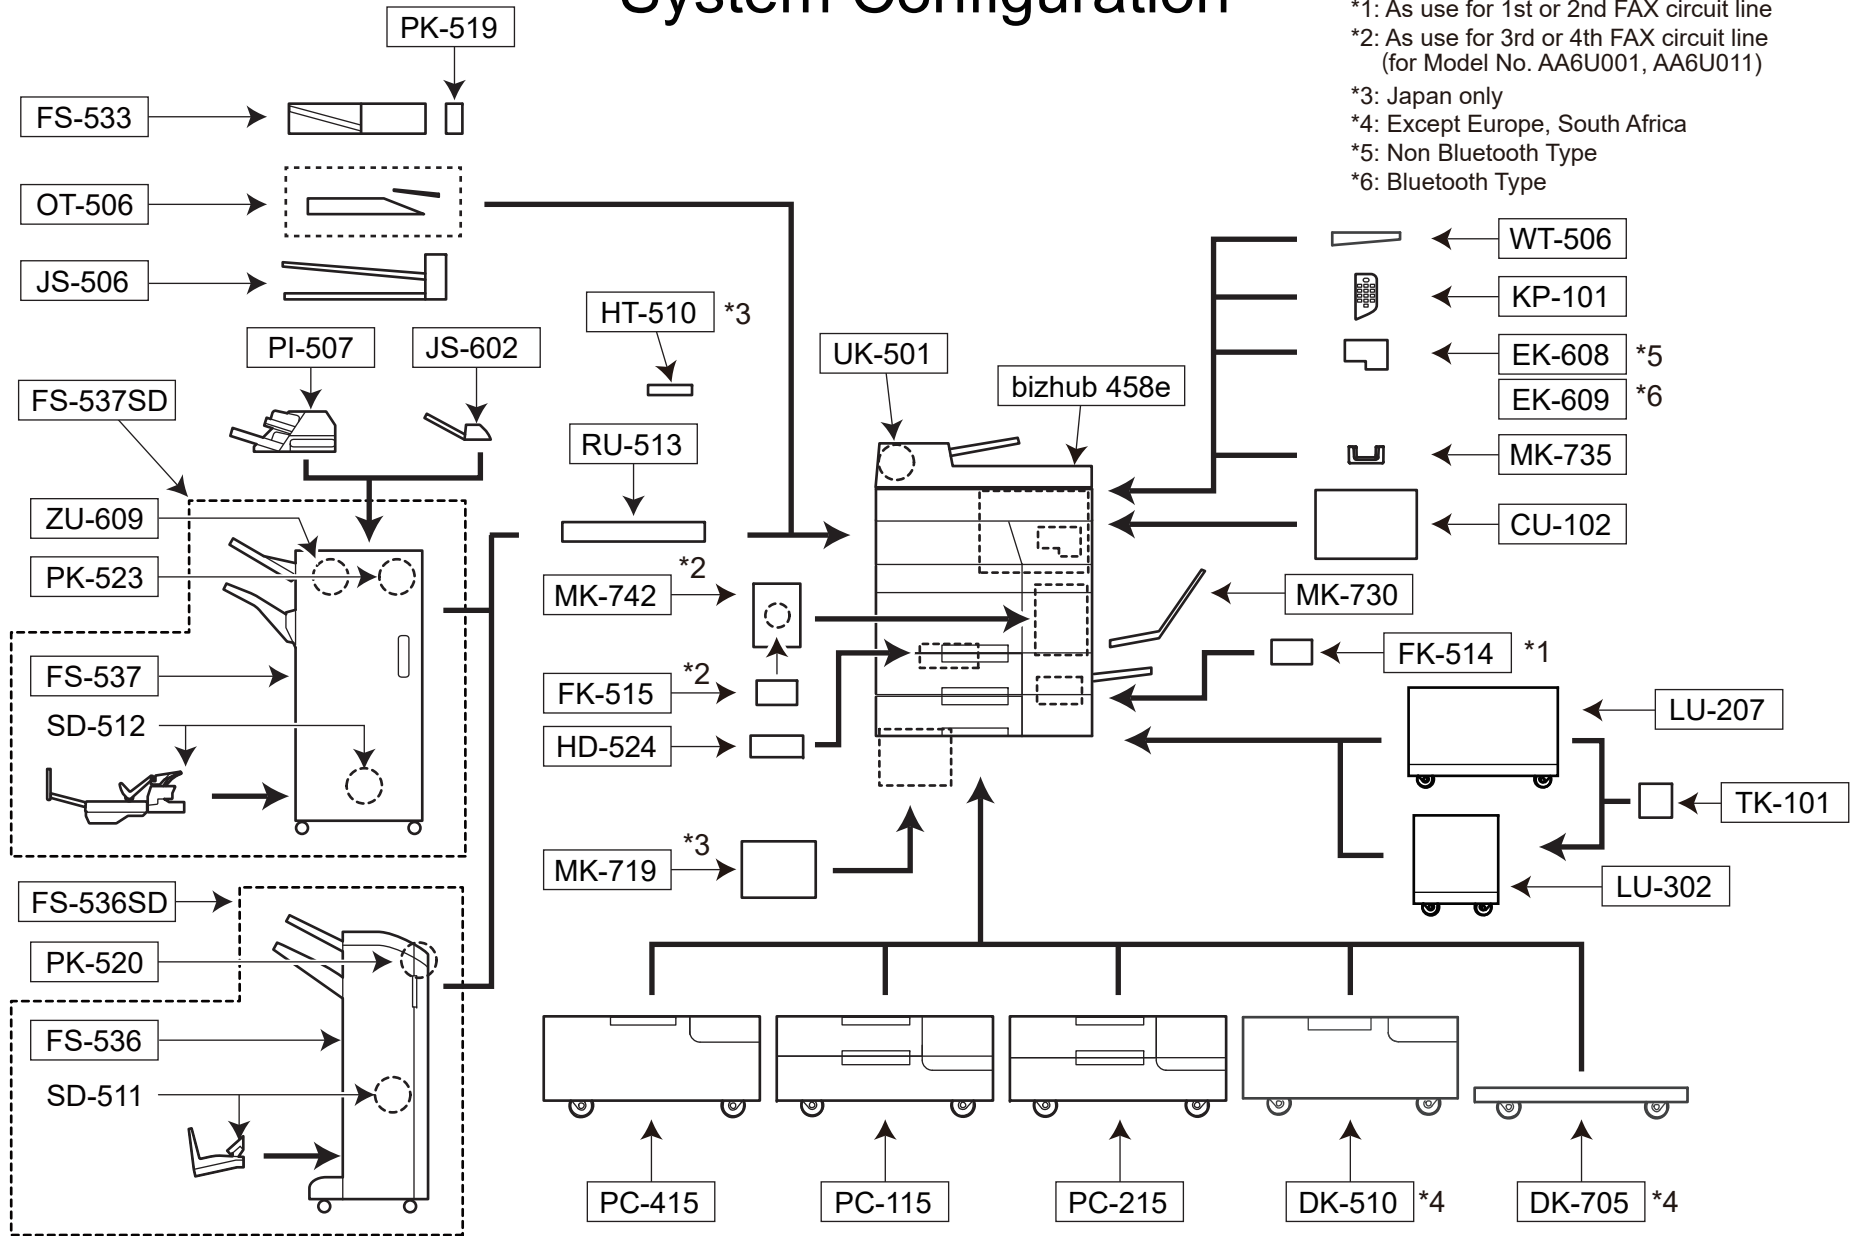 System Configuration
*1: As use for 1st or 2nd FAX circuit line
*2: As use for 3rd or 4th FAX circuit line
(for Model No. AA6U001, AA6U011)
*3: Japan only
*4: Except Europe, South Africa
*5: Non Bluetooth Type
*6: Bluetooth Type
PK-519
FS-533
OT-506
JS-506
PI-507
JS-602
FS-537SD
ZU-609
PK-523
FS-537
SD-512
FS-536SD
PK-520
FS-536
SD-511
HT-510 *3
RU-513
MK-742 *2
FK-515 *2
HD-524
MK-719 *3
UK-501
bizhub 458e
WT-506
KP-101
EK-608 *5
EK-609 *6
MK-735
CU-102
MK-730
FK-514 *1
LU-207
TK-101
LU-302
PC-415
PC-115
PC-215
DK-510 *4
DK-705 *4